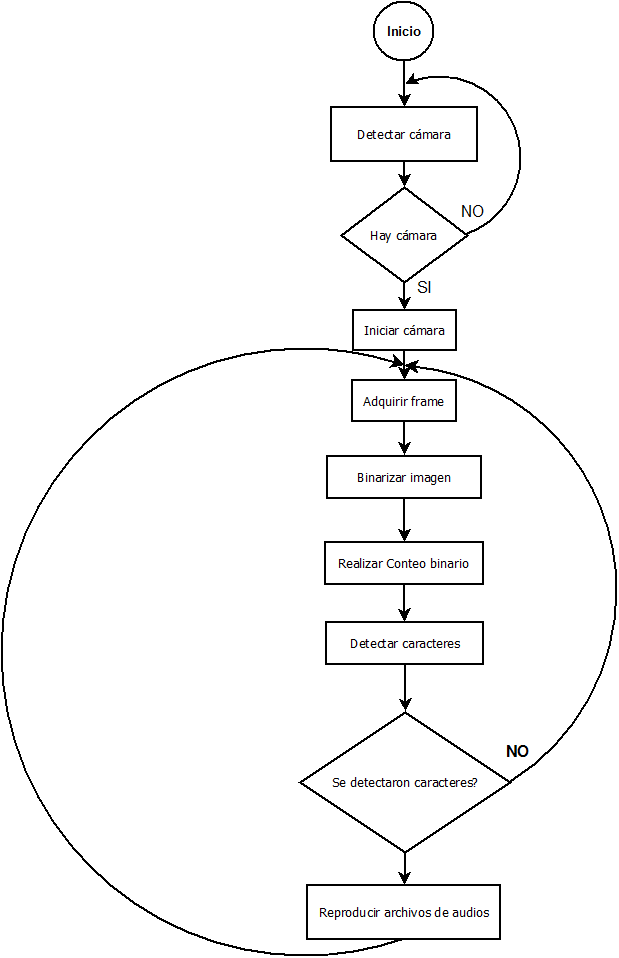 Inicio
Detectar cámara
Hay cámara
NO
SI
Iniciar cámara
Adquirir frame
Binarizar imagen
Realizar Conteo binario
Detectar caracteres
NO
Se detectaron caracteres?
Reproducir archivos de audios